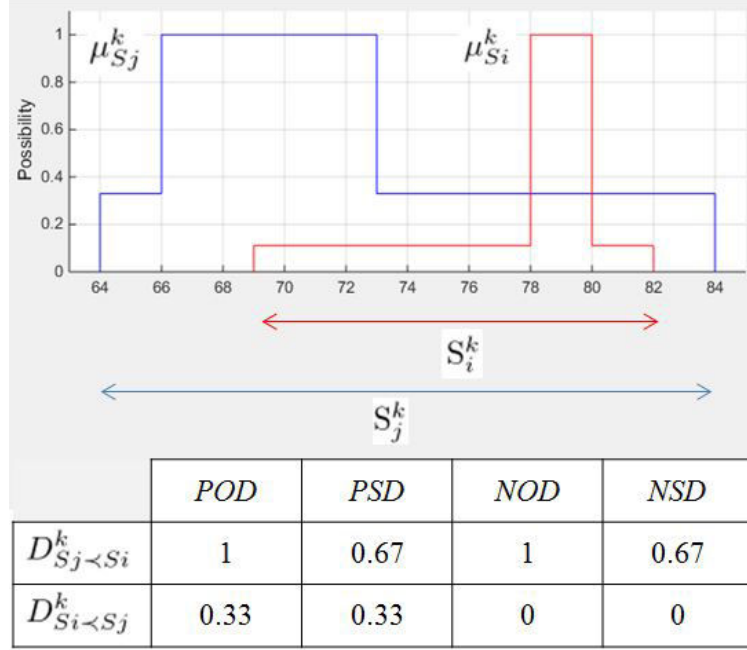 1
μ^k_{Sj}
μ^k_{Si}
0.8
0.6
0.4
0.2
0
Possibility
64 66 68 70 72 74 76 78 80 82 84
S^k_i
S^k_j
POD PSD NOD NSD
D^k_{Sj≺Si} 1 0.67 1 0.67
D^k_{Si≺Sj} 0.33 0.33 0 0